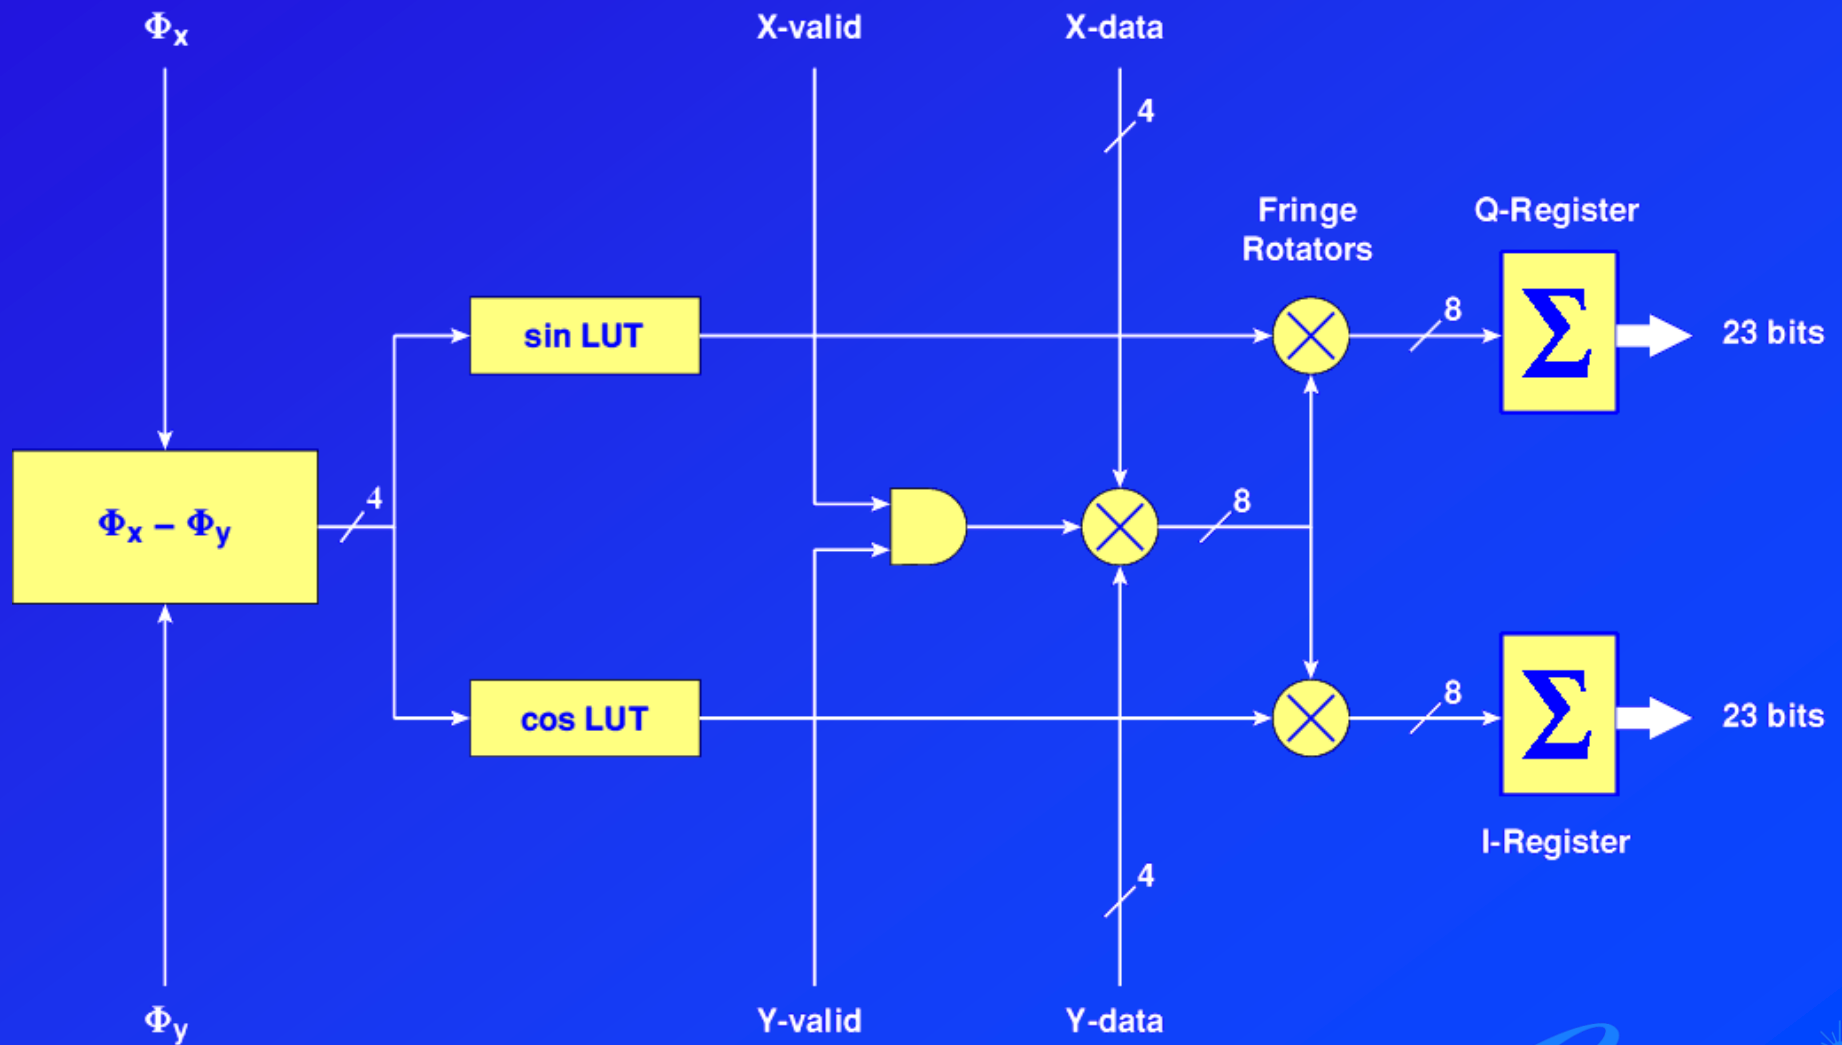 Φx
X-valid
X-data
4
Fringe
Rotators
Q-Register
sin LUT
8
Σ
23 bits
Φx – Φy
4
8
cos LUT
8
Σ
23 bits
I-Register
4
Φy
Y-valid
Y-data